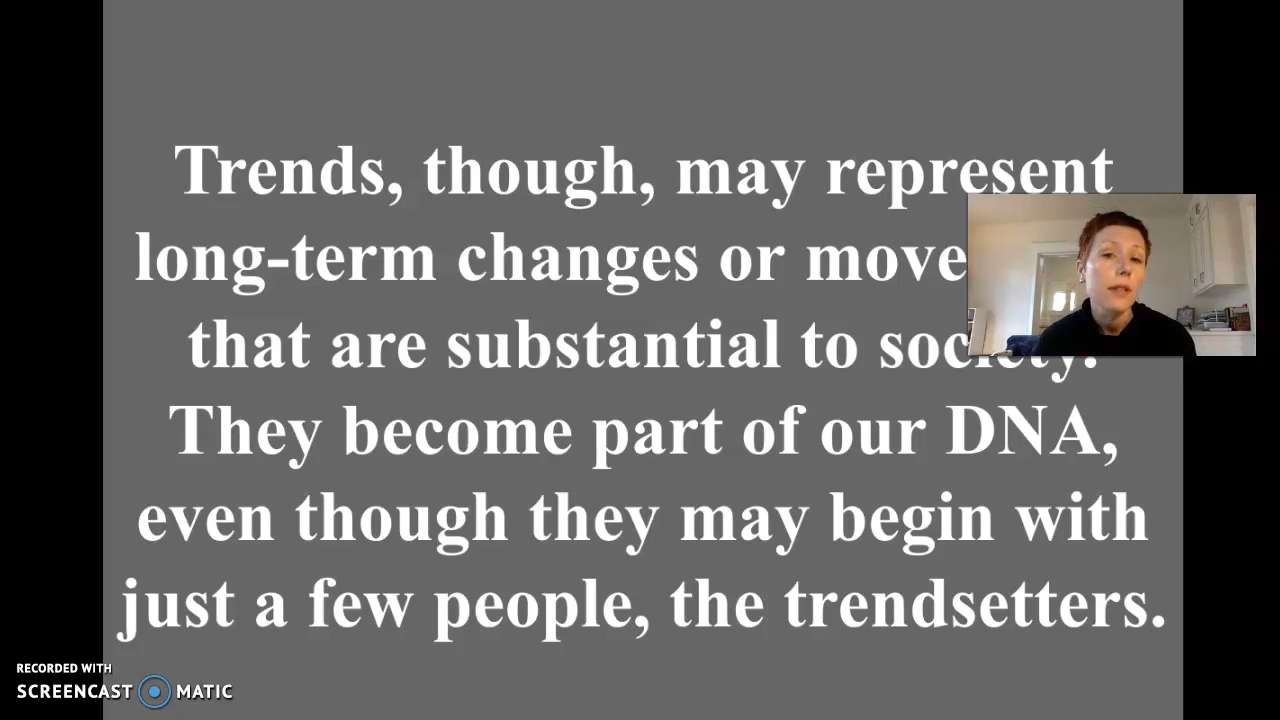 Trends, though, may represent
long-term changes or
that are substantial to
They become part of our DNA,
even though they may begin with
just a few people, the trendsetters.
RECORDED WITH
SCREENCAST MATIC